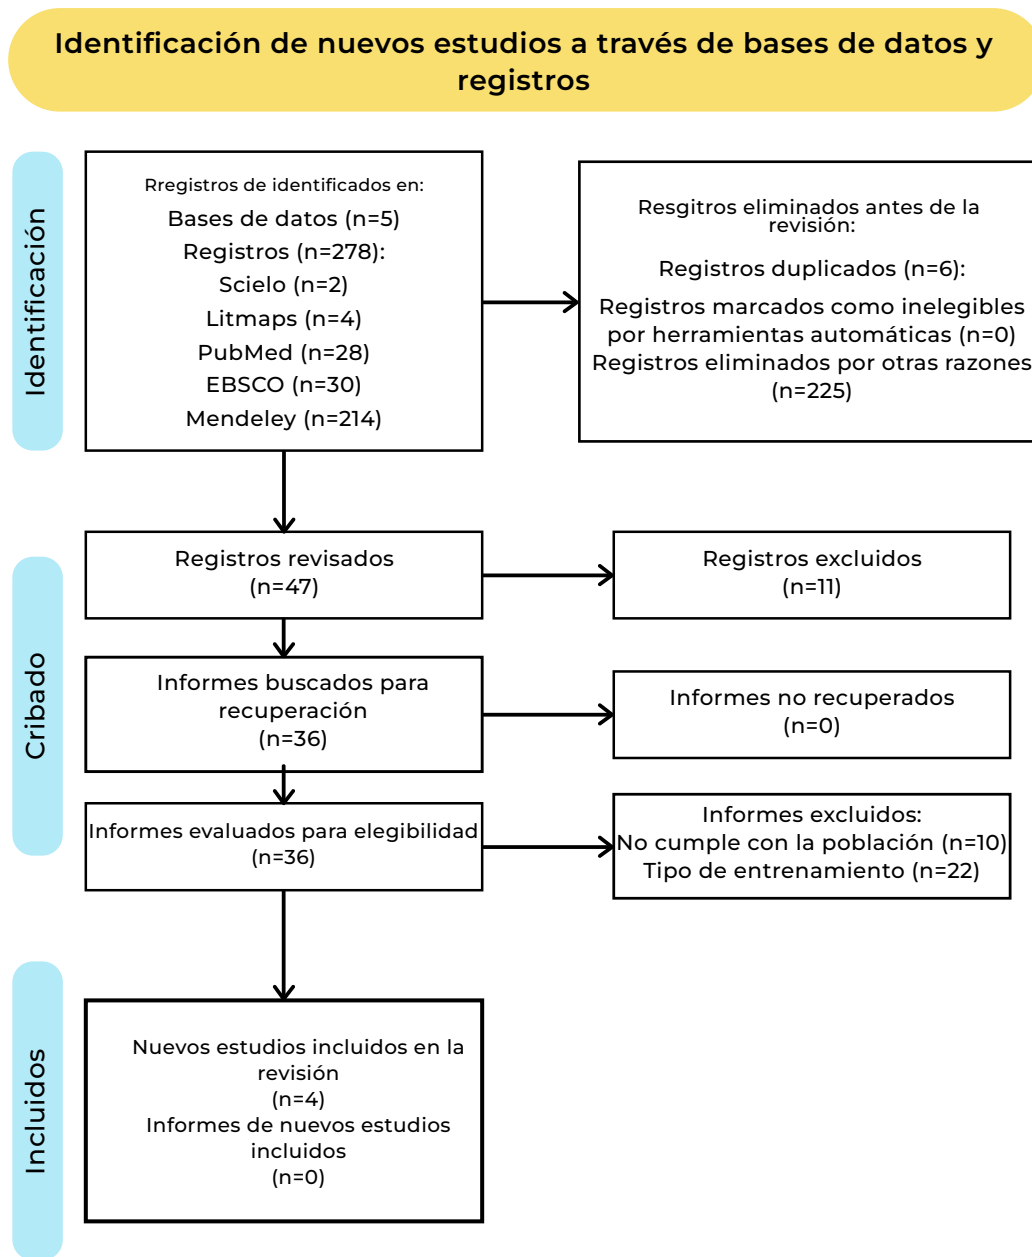 Identificación de nuevos estudios a través de bases de datos y
registros
Identificación
Rregistros de identificados en:
Bases de datos (n=5)
Registros (n=278):
Scielo (n=2)
Litmaps (n=4)
PubMed (n=28)
EBSCO (n=30)
Mendeley (n=214)
Resgitros eliminados antes de la
revisión:
Registros duplicados (n=6):
Registros marcados como inelegibles
por herramientas automáticas (n=0)
Registros eliminados por otras razones
(n=225)
Cribado
Registros revisados
(n=47)
Registros excluidos
(n=11)
Informes buscados para
recuperación
(n=36)
Informes no recuperados
(n=0)
Informes evaluados para elegibilidad
(n=36)
Informes excluidos:
No cumple con la población (n=10)
Tipo de entrenamiento (n=22)
Incluidos
Nuevos estudios incluidos en la
revisión
(n=4)
Informes de nuevos estudios
incluidos
(n=0)